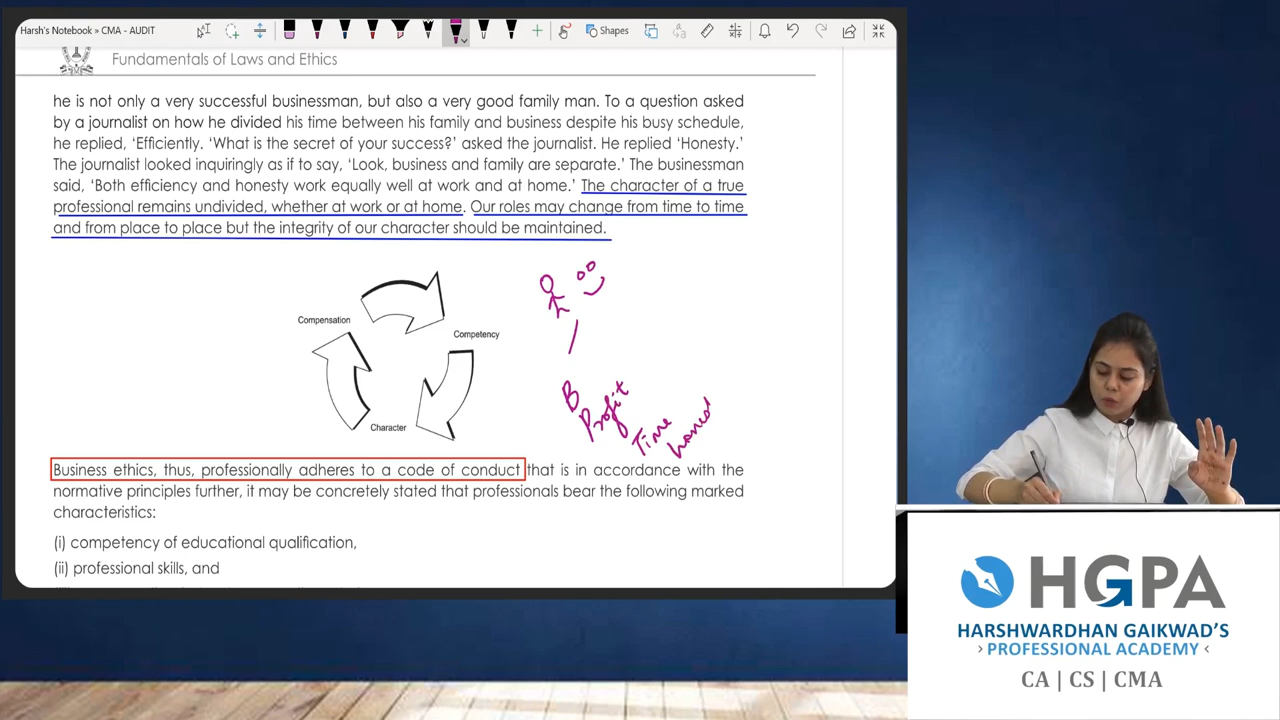 Harsh's Notebook » CMA - AUDIT
Shapes
Fundamentals of Laws and Ethics
he is not only a very successful businessman, but also a very good family man. To a question asked
by a journalist on how he divided his time between his family and business despite his busy schedule,
he replied, 'Efficiently. 'What is the secret of your success?' asked the journalist. He replied 'Honesty.'
The journalist looked inquiringly as if to say, 'Look, business and family are separate.' The businessman
said, 'Both efficiency and honesty work equally well at work and at home.' The character of a true
professional remains undivided, whether at work or at home. Our roles may change from time to time
and from place to place but the integrity of our character should be maintained.
Compensation
Competency
Character
B
Profit
Time
Business ethics, thus, professionally adheres to a code of conduct that is in accordance with the
normative principles further, it may be concretely stated that professionals bear the following marked
characteristics:
(i) competency of educational qualification,
(ii) professional skills, and
HGPA
HARSHWARDHAN GAIKWAD'S
› PROFESSIONAL ACADEMY ‹
CA | CS | CMA